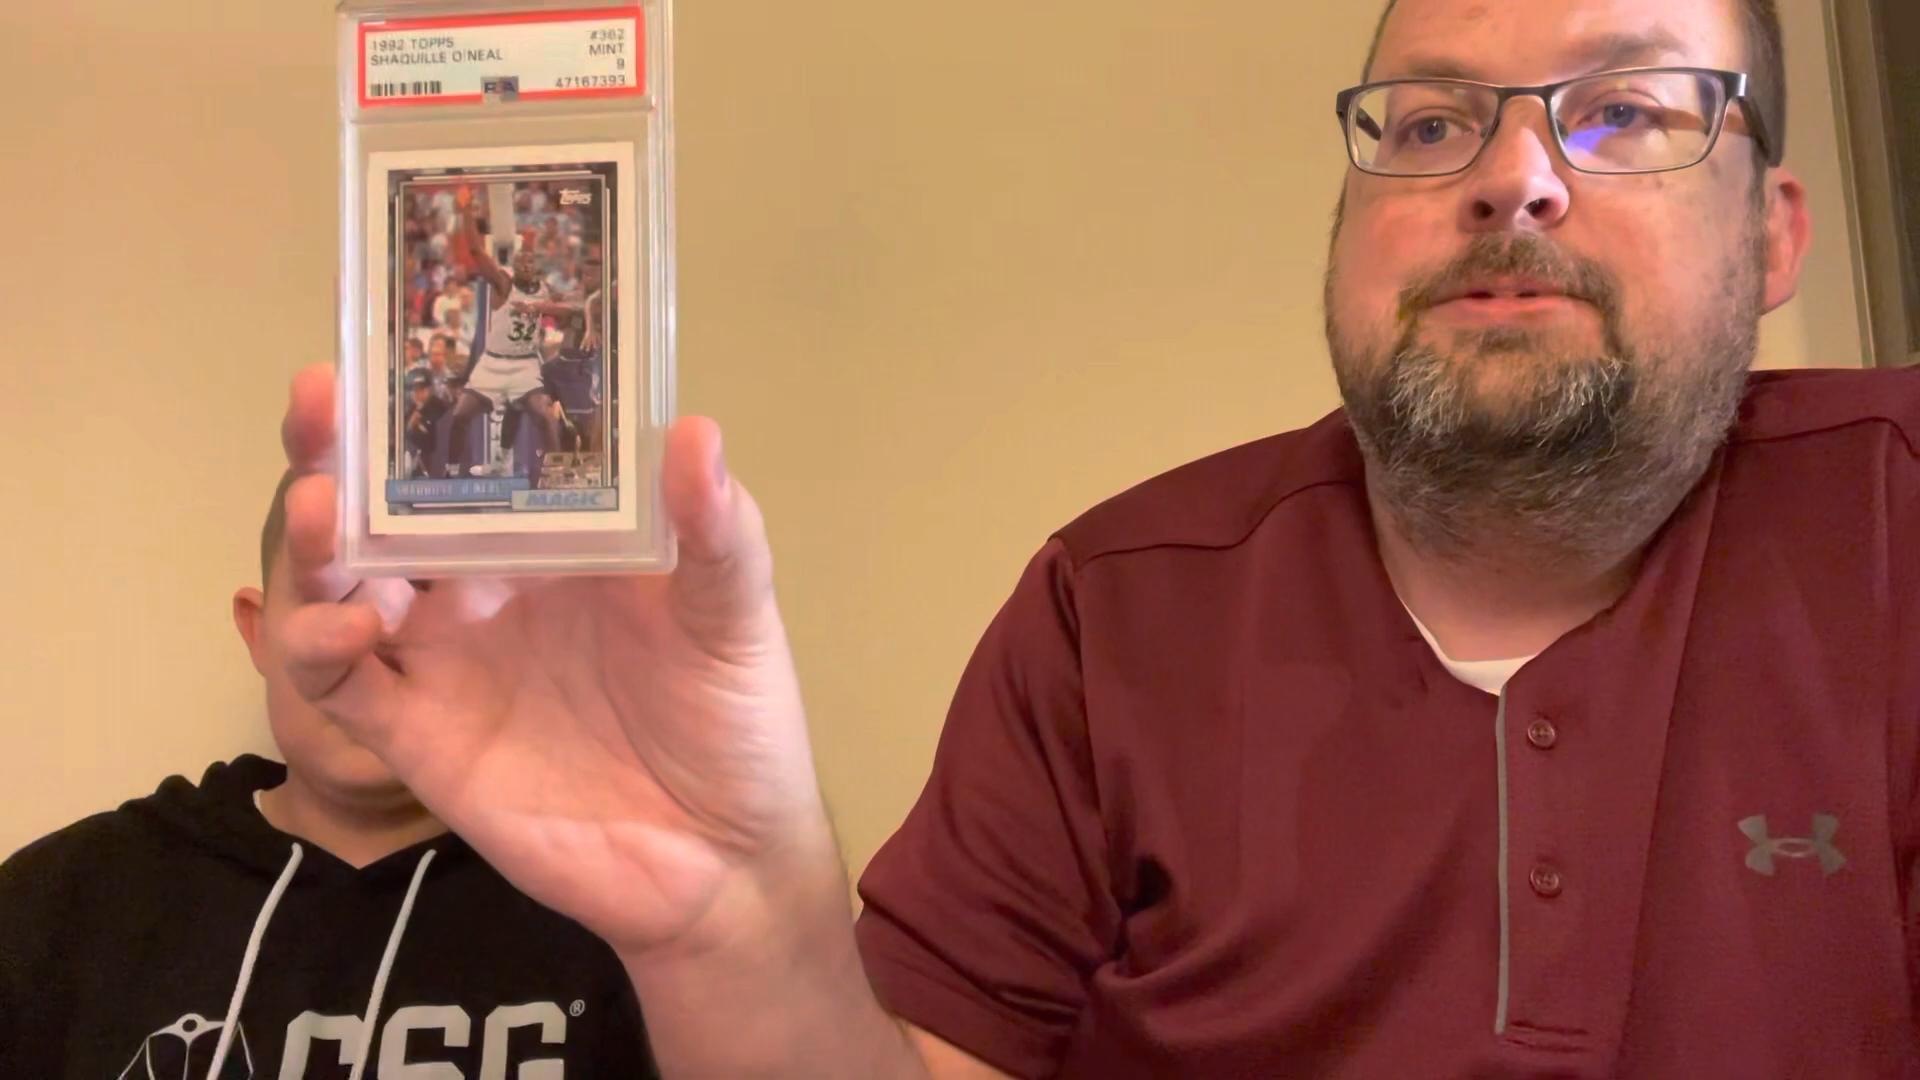 1992 TOPPS
#362
SHAQUILLE O'NEAL
MINT
9
PSA
47167393
Topps
32
SHAQUILLE O'NEAL
MAGIC
CSG®